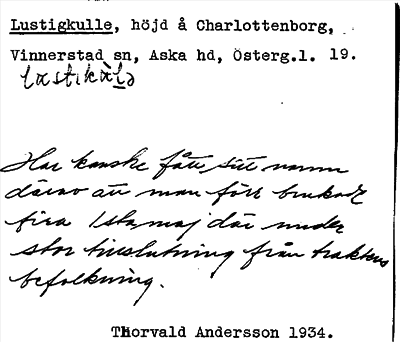 Lustigkulle, höjd å Charlottenborg,
Vinnerstad sn, Aska hd, Österg.l. 19.
Har kanske fått sitt namn
därav att man förr brukade
fira 1sta maj där under
stor tillslutning från traktens
befolkning.
Thorvald Andersson 1934.